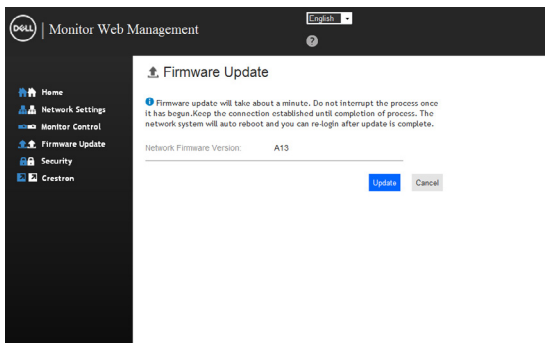 DELL | Monitor Web Management
English
?
Home
Network Settings
Monitor Control
Firmware Update
Security
Crestron
Firmware Update
Firmware update will take about a minute. Do not interrupt the process once
it has begun.Keep the connection established until completion of process. The
network system will auto reboot and you can re-login after update is complete.
Network Firmware Version: A13
Update Cancel